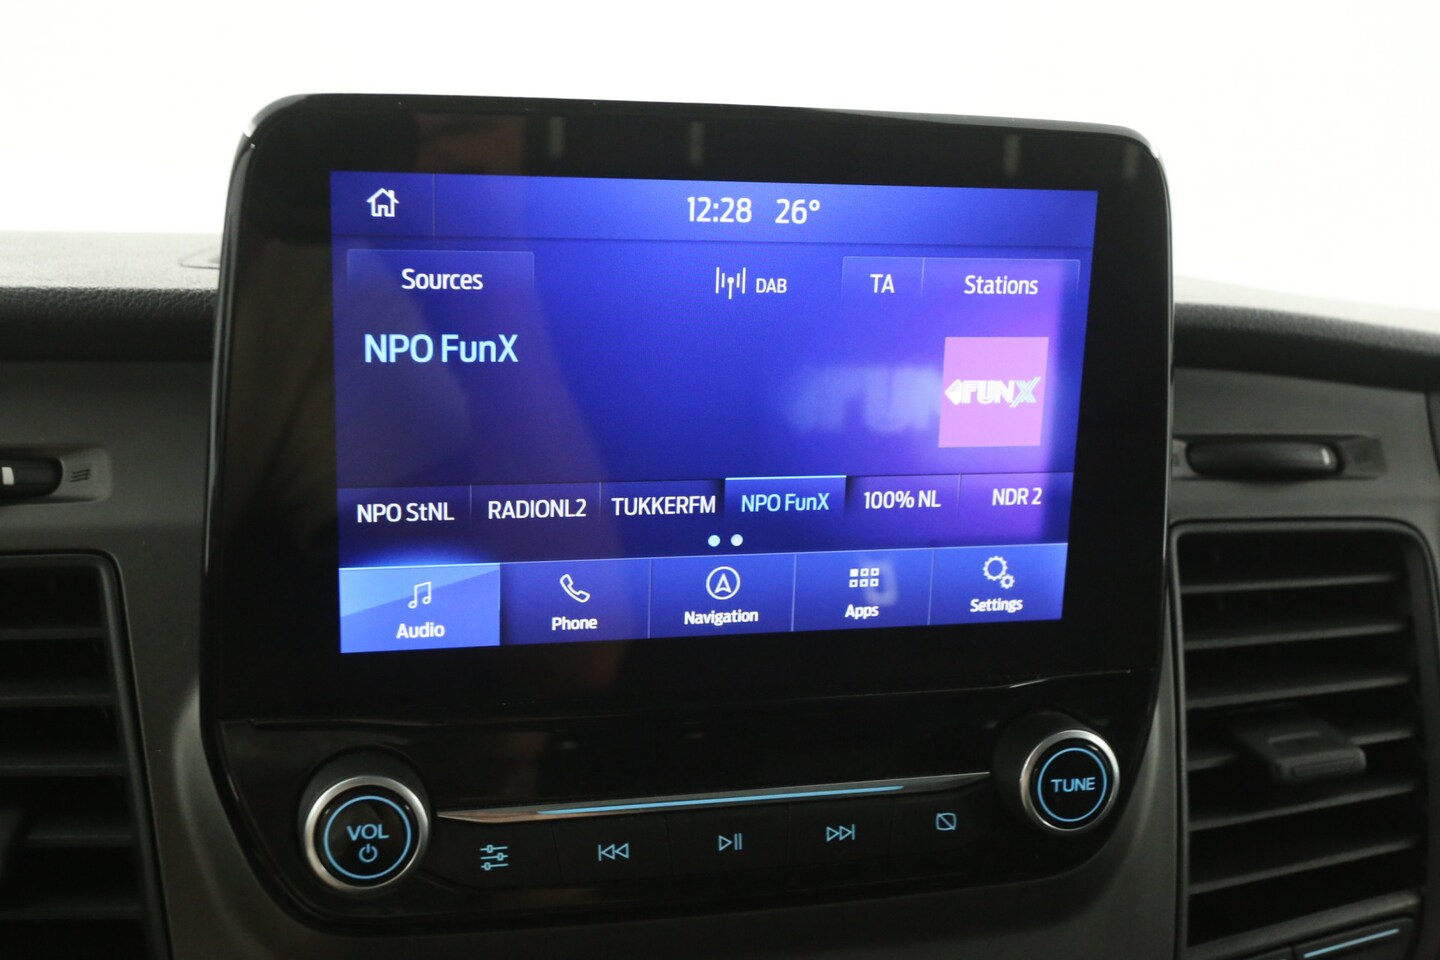 12:28 26°
Sources DAB TA Stations
NPO FunX
FUNX
NPO StNL RADIONL2 TUKKERFM NPO FunX 100% NL NDR 2
Audio Phone Navigation Apps Settings
VOL TUNE